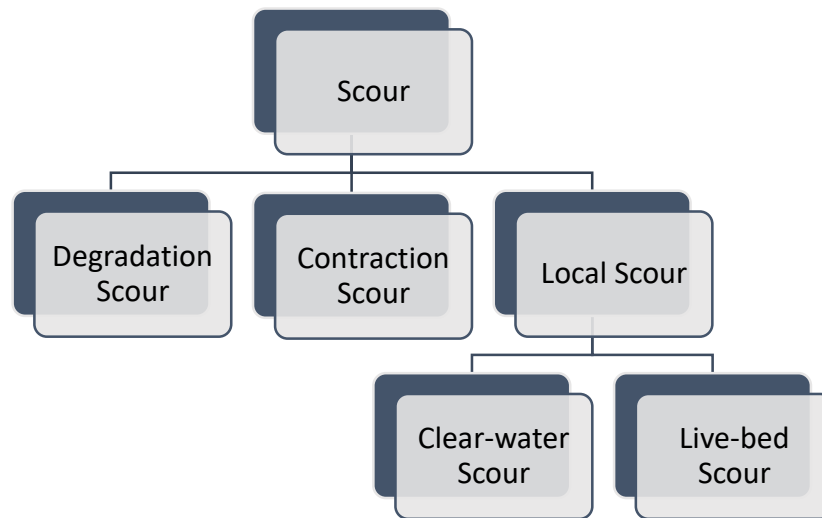 Scour
Degradation
Scour
Contraction
Scour
Local Scour
Clear-water
Scour
Live-bed
Scour